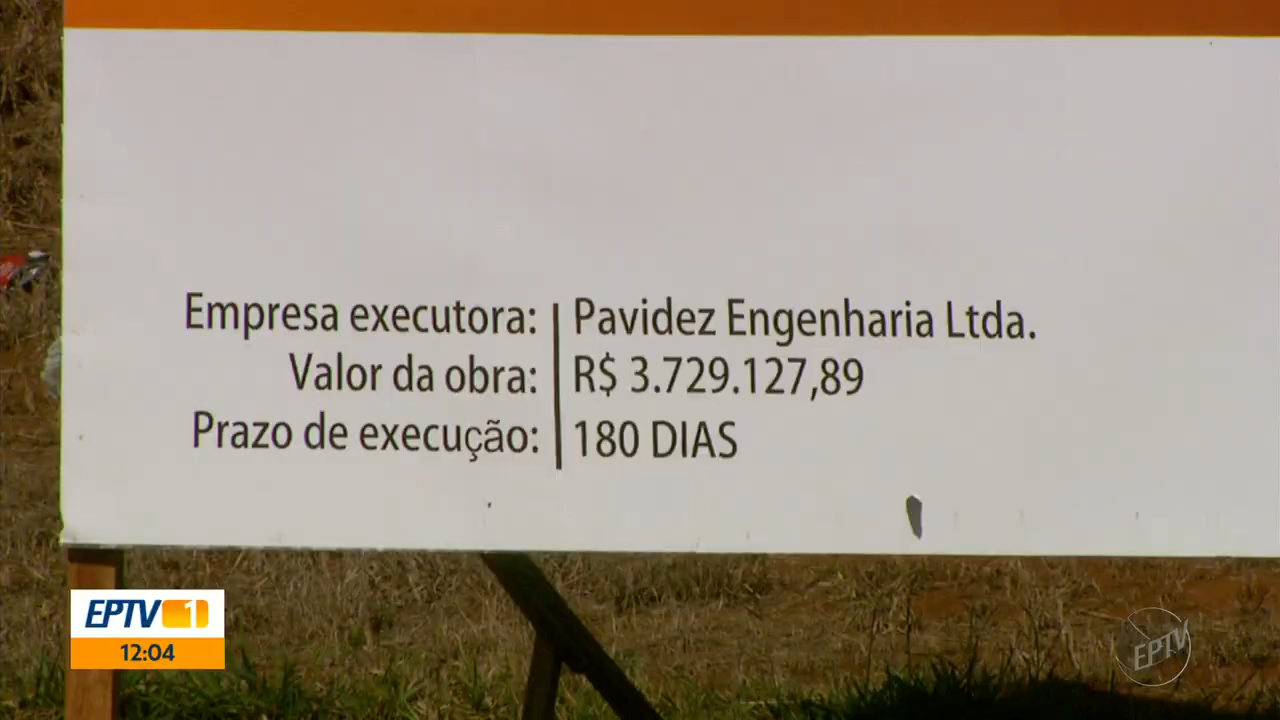 Empresa executora: Pavidez Engenharia Ltda.
Valor da obra: R$ 3.729.127,89
Prazo de execução: 180 DIAS
EPTV 1
12:04
EPTV